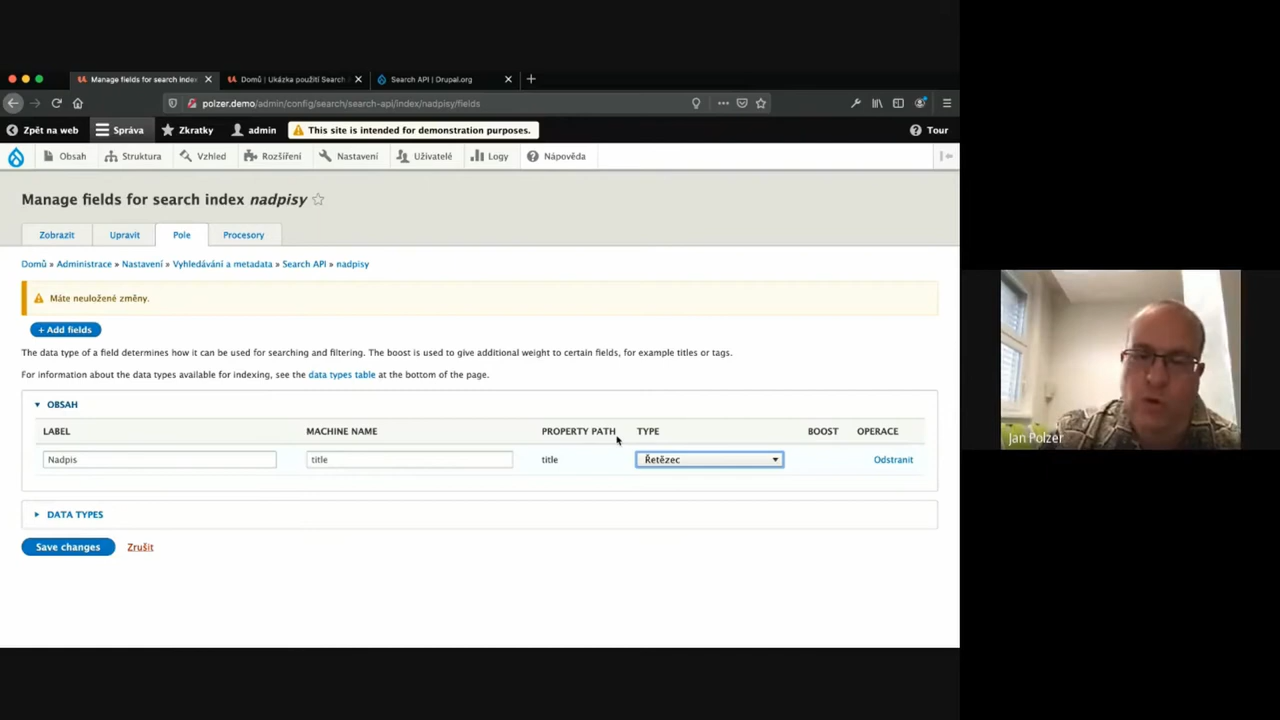 Manage fields for search index
Domů | Ukázka použití Search
Search API | Drupal.org
polzer.demo/admin/config/search/search-api/index/nadpisy/fields
Zpět na web
Správa
Zkratky
admin
This site is intended for demonstration purposes.
Tour
Obsah
Struktura
Vzhled
Rozšíření
Nastavení
Uživatelé
Logy
Nápověda
Manage fields for search index nadpisy
Zobrazit
Upravit
Pole
Procesory
Domů » Administrace » Nastavení » Vyhledávání a metadata » Search API » nadpisy
Máte neuložené změny.
+ Add fields
The data type of a field determines how it can be used for searching and filtering. The boost is used to give additional weight to certain fields, for example titles or tags.
For information about the data types available for indexing, see the data types table at the bottom of the page.
OBSAH
LABEL MACHINE NAME PROPERTY PATH TYPE BOOST OPERACE
Nadpis title title Řetězec Odstranit
DATA TYPES
Save changes Zrušit
Jan Polzer